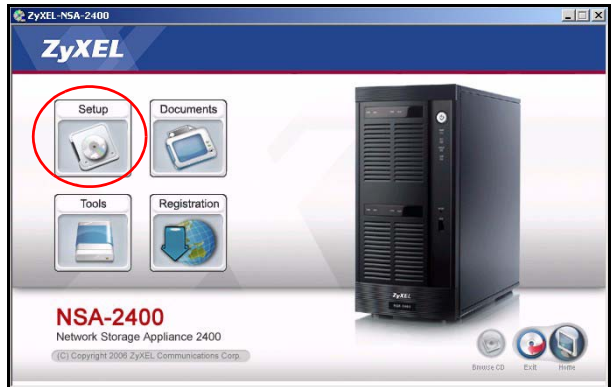 ZyXEL-NSA-2400
ZyXEL
Setup
Documents
Tools
Registration
ZyXEL
NSA-2400
Network Storage Appliance 2400
(C) Copyright 2006 ZyXEL Communications Corp.
Browse CD
Exit
Home